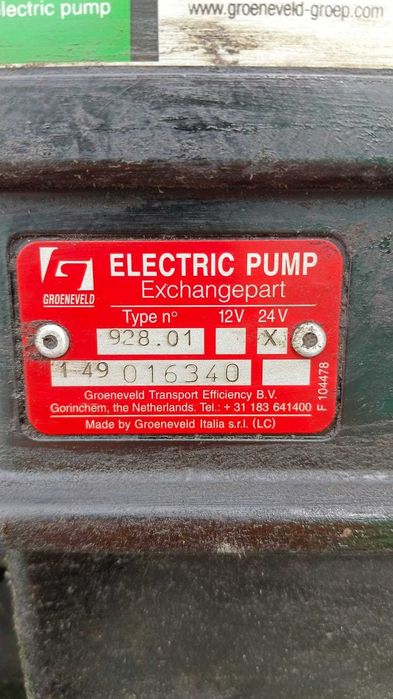 electric pump
www.groeneveld-groep.com
GROENEVELD
ELECTRIC PUMP
Exchangepart
Type n° 12V 24V
928.01 X
1-49 016340
Groeneveld Transport Efficiency B.V.
Gorinchem, the Netherlands. Tel.: + 31 183 641400
Made by Groeneveld Italia s.r.l. (LC)
F 104478